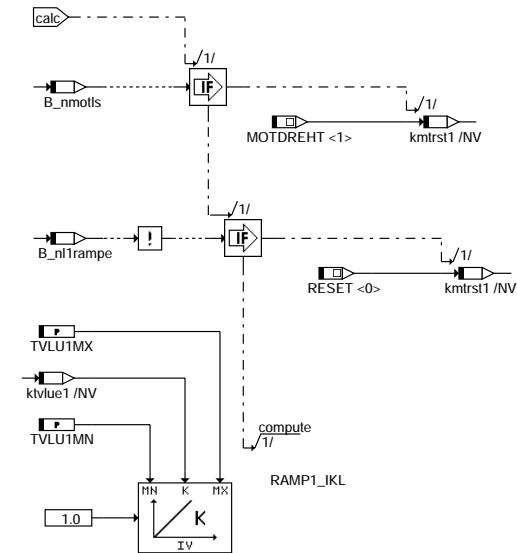 calc
/1/
IF
B_nmotls
/1/
MOTDREHT <1>
kmtrst1 /NV
/1/
!
IF
B_nl1rampe
/1/
RESET <0>
kmtrst1 /NV
P
TVLU1MX
ktvlue1 /NV
P
TVLU1MN
compute
/1/
RAMP1_IKL
MN K MX
1.0
K
IV